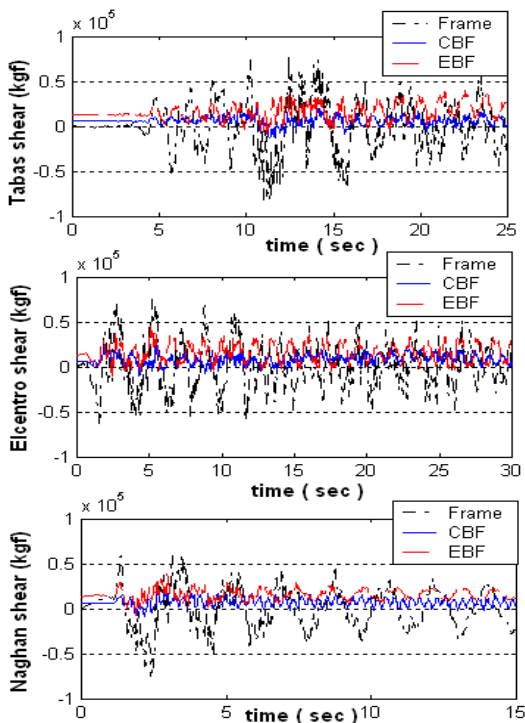 x 10^5
Frame
CBF
EBF
1
0.5
0
-0.5
-1
Tabas shear (kgf)
0 5 10 15 20 25
time ( sec )
x 10^5
Frame
CBF
EBF
1
0.5
0
-0.5
-1
Elcentro shear (kgf)
0 5 10 15 20 25 30
time ( sec )
x 10^5
Frame
CBF
EBF
1
0.5
0
-0.5
-1
Naghan shear (kgf)
0 5 10 15
time ( sec )